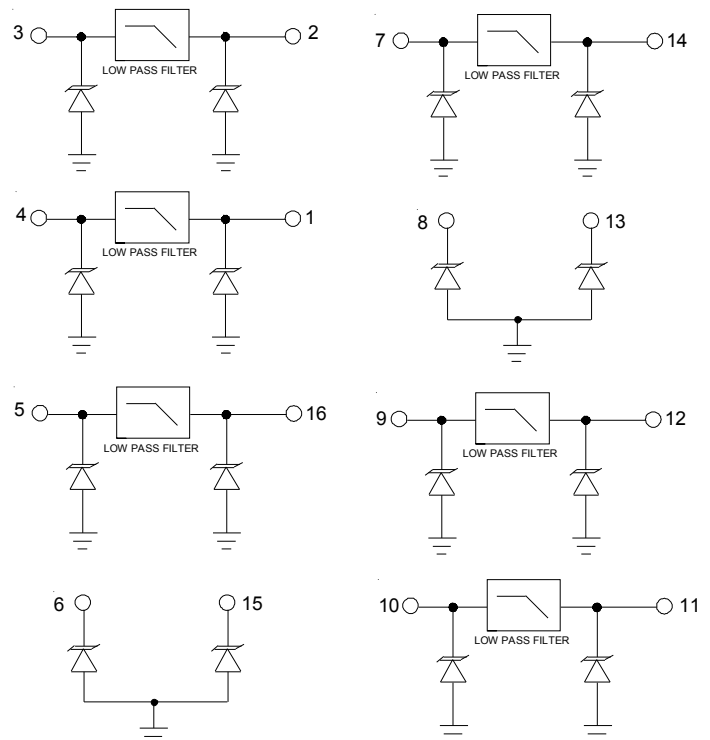 3 2
LOW PASS FILTER
4 1
LOW PASS FILTER
5 16
LOW PASS FILTER
6 15
7 14
LOW PASS FILTER
8 13
9 12
LOW PASS FILTER
10 11
LOW PASS FILTER